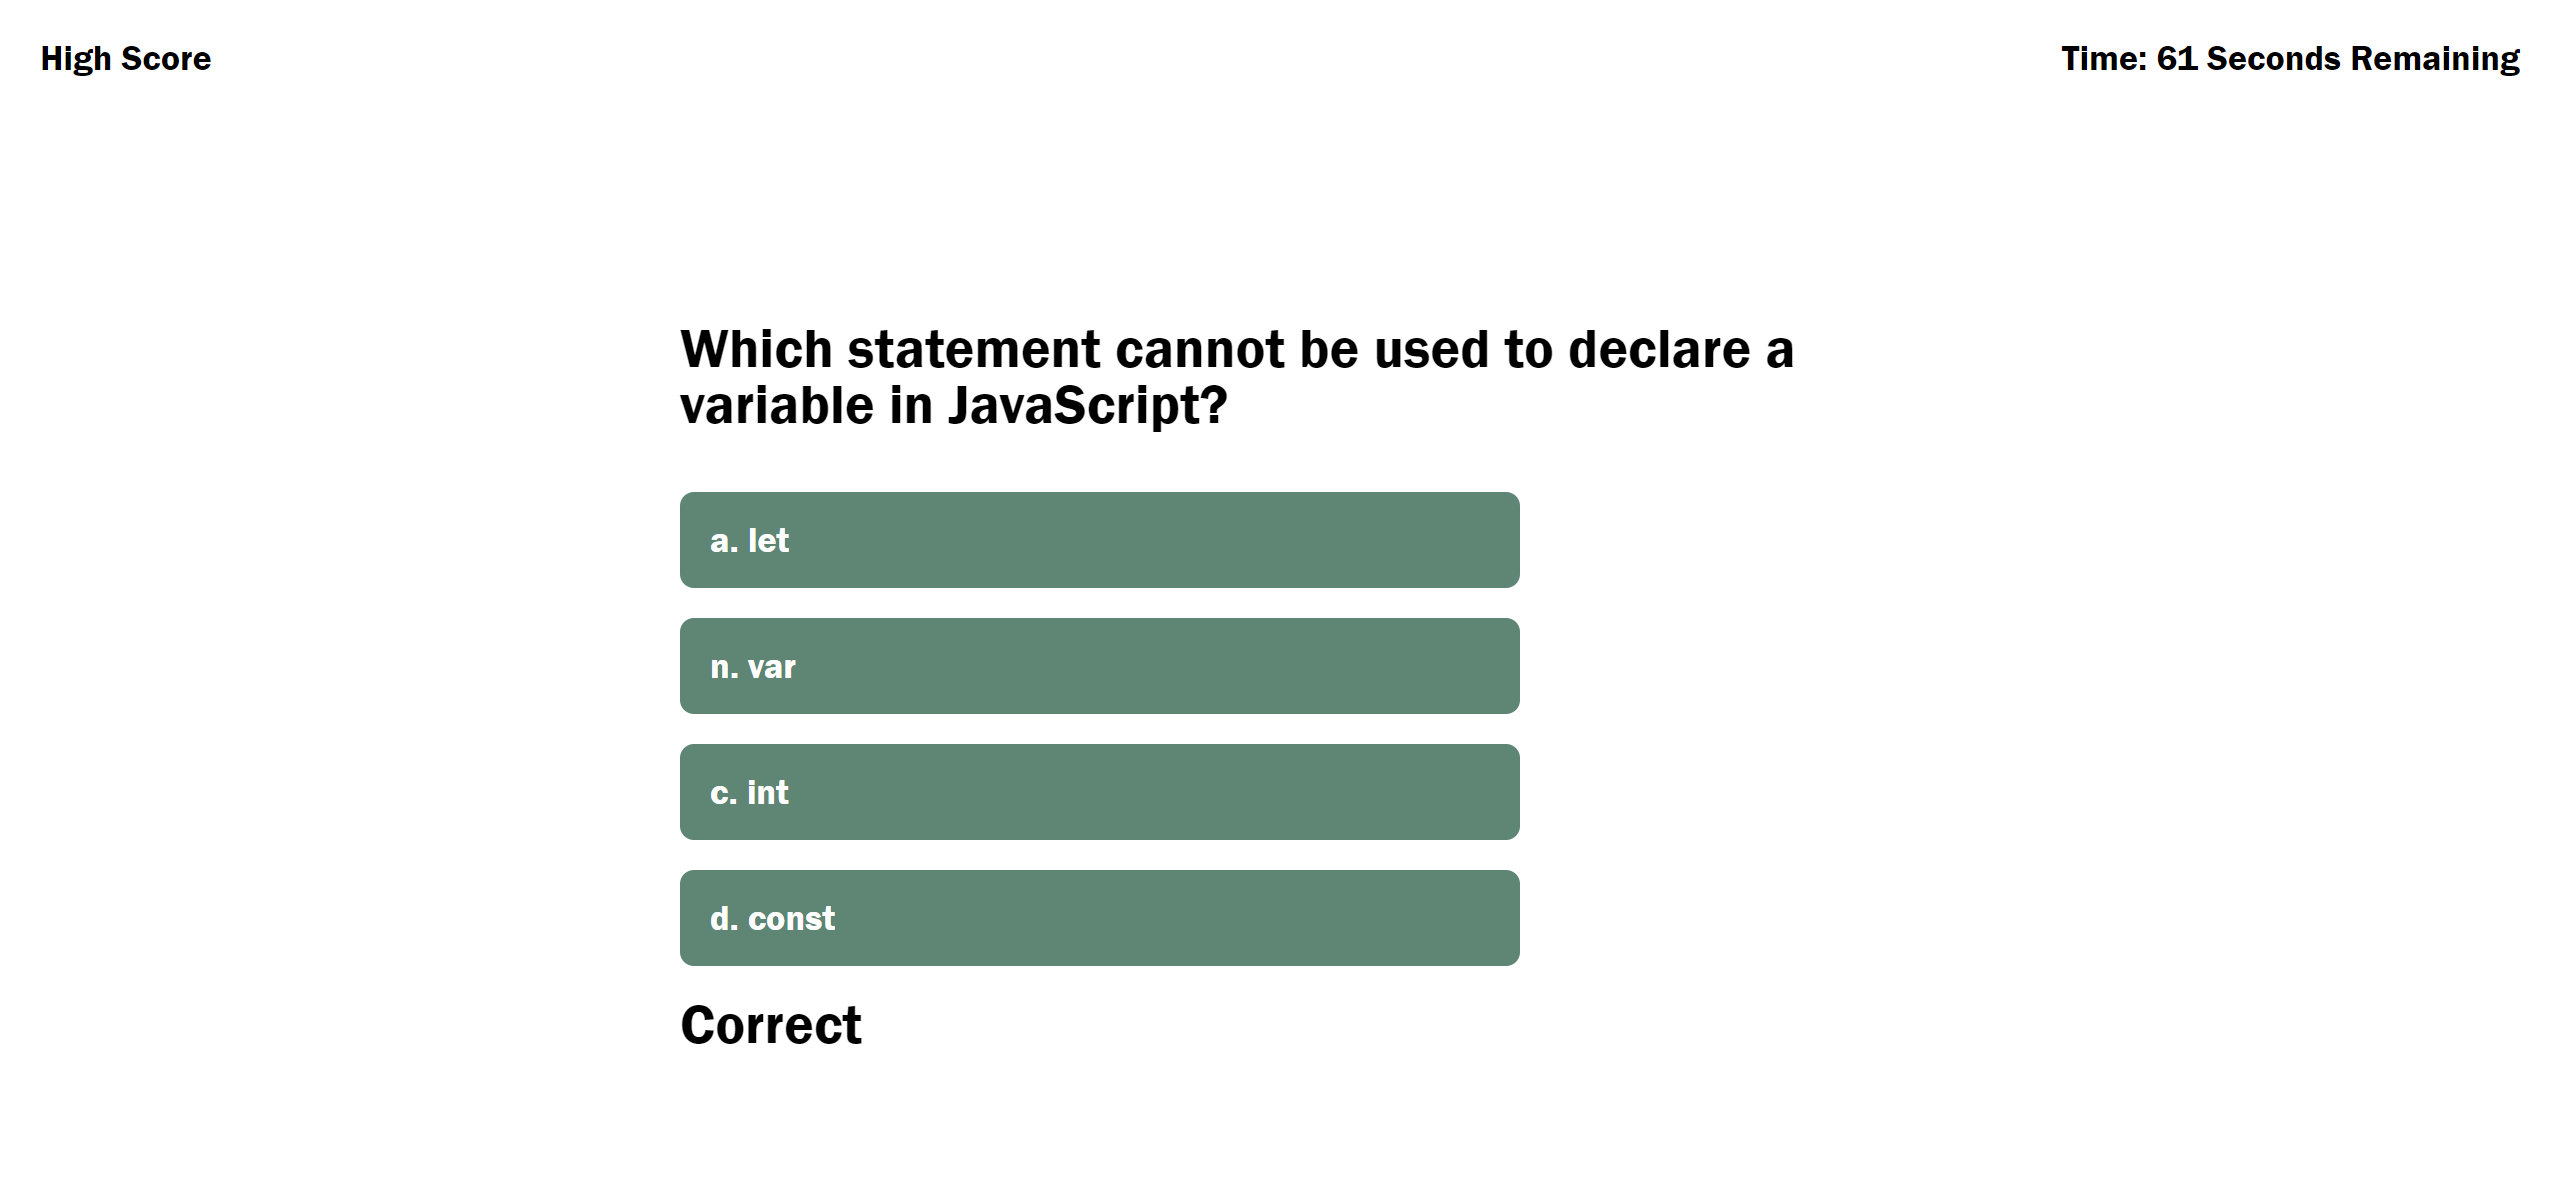 High Score
Time: 61 Seconds Remaining
Which statement cannot be used to declare a
variable in JavaScript?
a. let
n. var
c. int
d. const
Correct